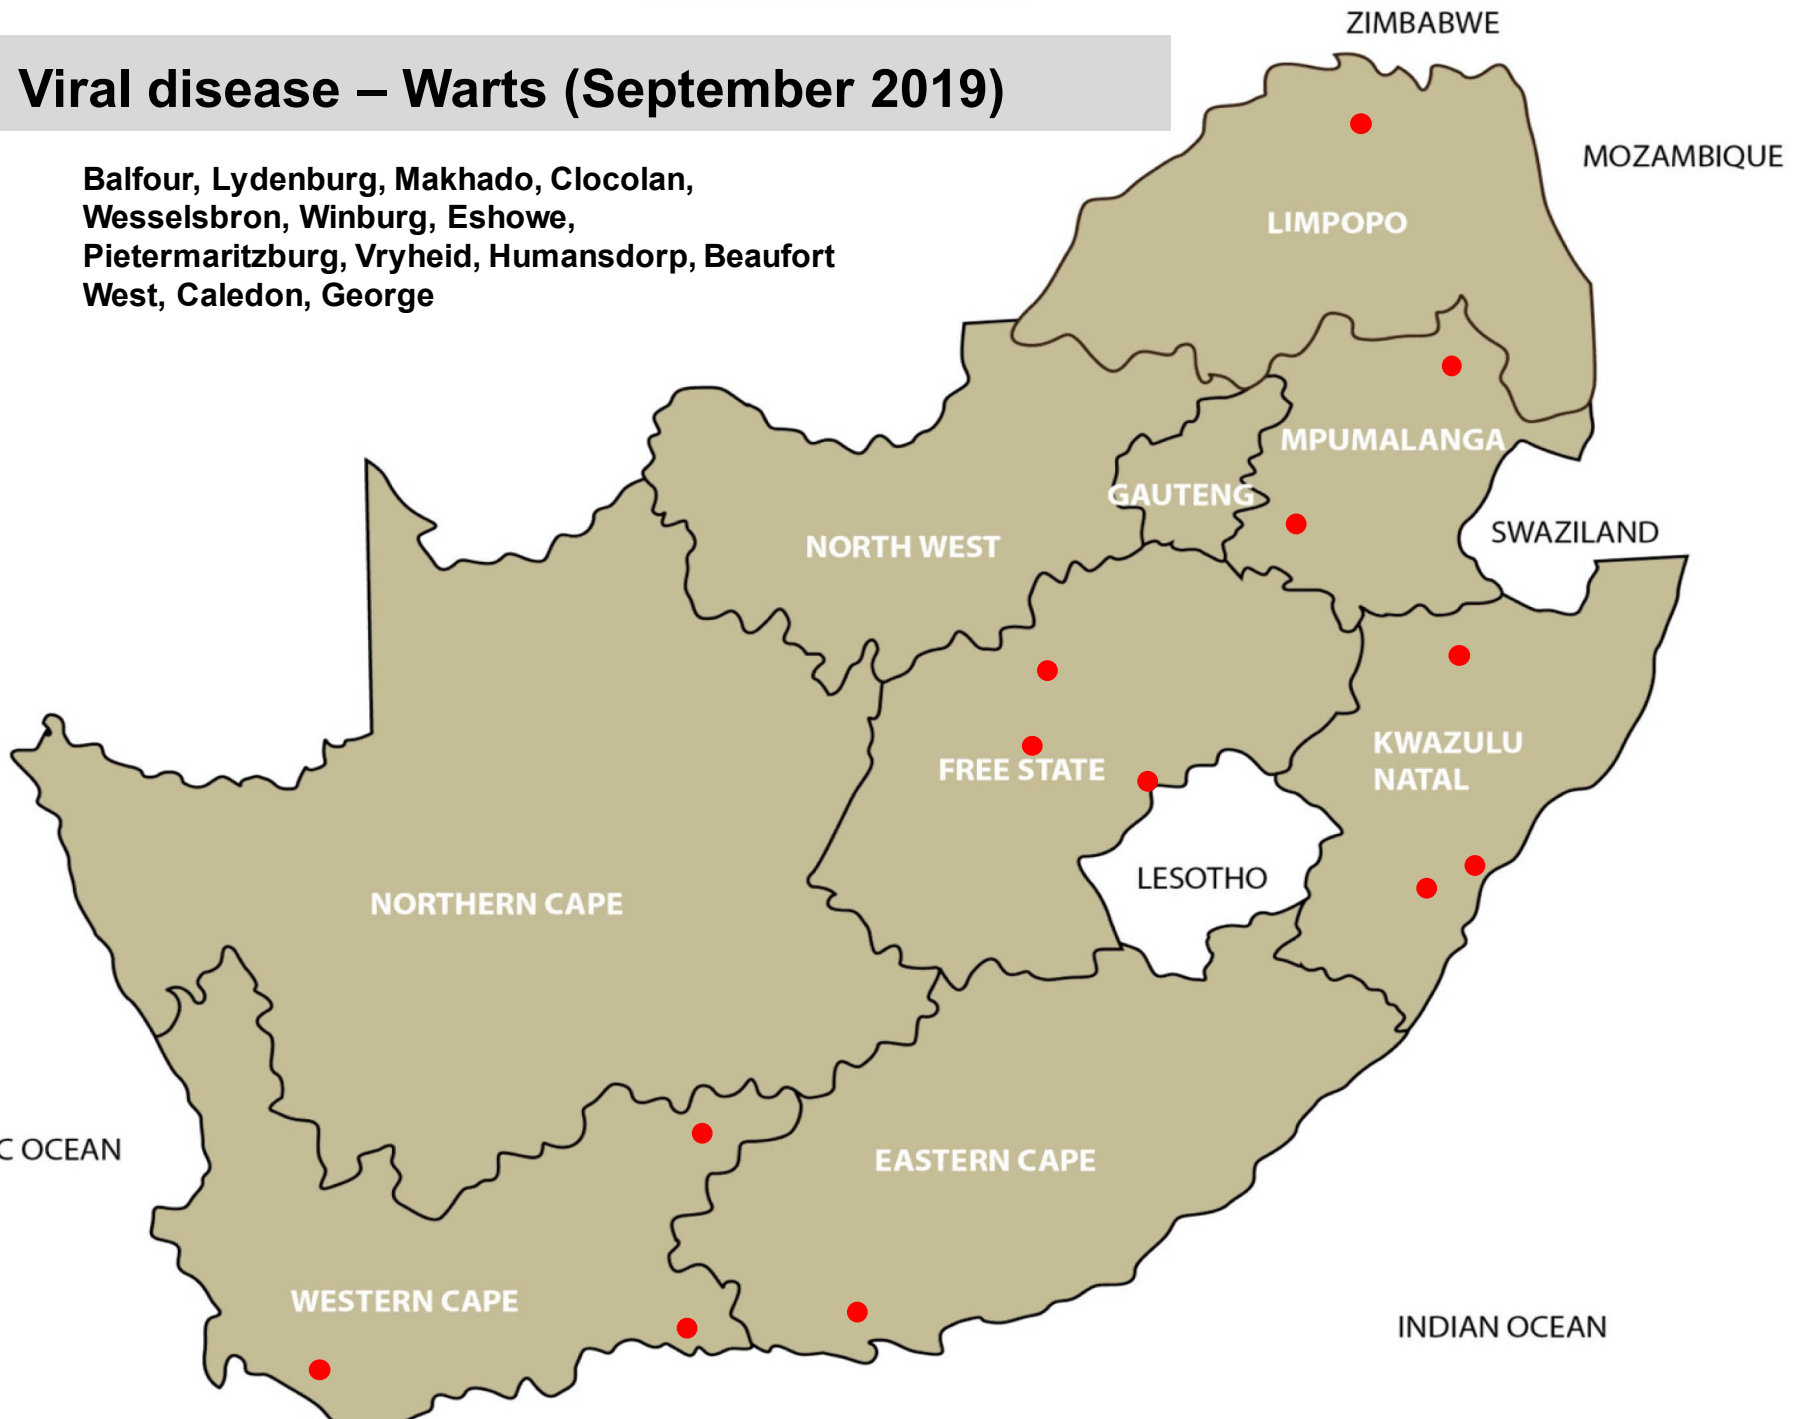 ZIMBABWE
Viral disease – Warts (September 2019)
MOZAMBIQUE
Balfour, Lydenburg, Makhado, Clocolan,
Wesselsbron, Winburg, Eshowe,
Pietermaritzburg, Vryheid, Humansdorp, Beaufort
West, Caledon, George
LIMPOPO
MPUMALANGA
GAUTENG
SWAZILAND
NORTH WEST
KWAZULU
NATAL
FREE STATE
LESOTHO
NORTHERN CAPE
C OCEAN
EASTERN CAPE
WESTERN CAPE
INDIAN OCEAN